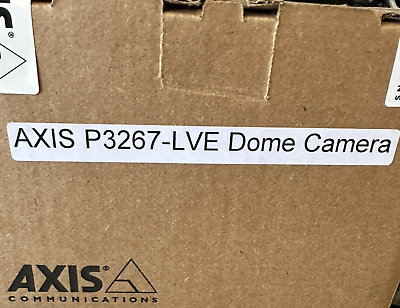 AXIS P3267-LVE Dome Camera
AXIS®
COMMUNICATIONS